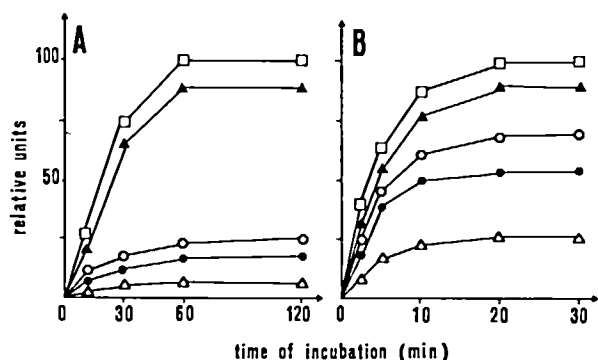 A
B
100
50
relative units
0 30 60 120
0 10 20 30
time of incubation (min)